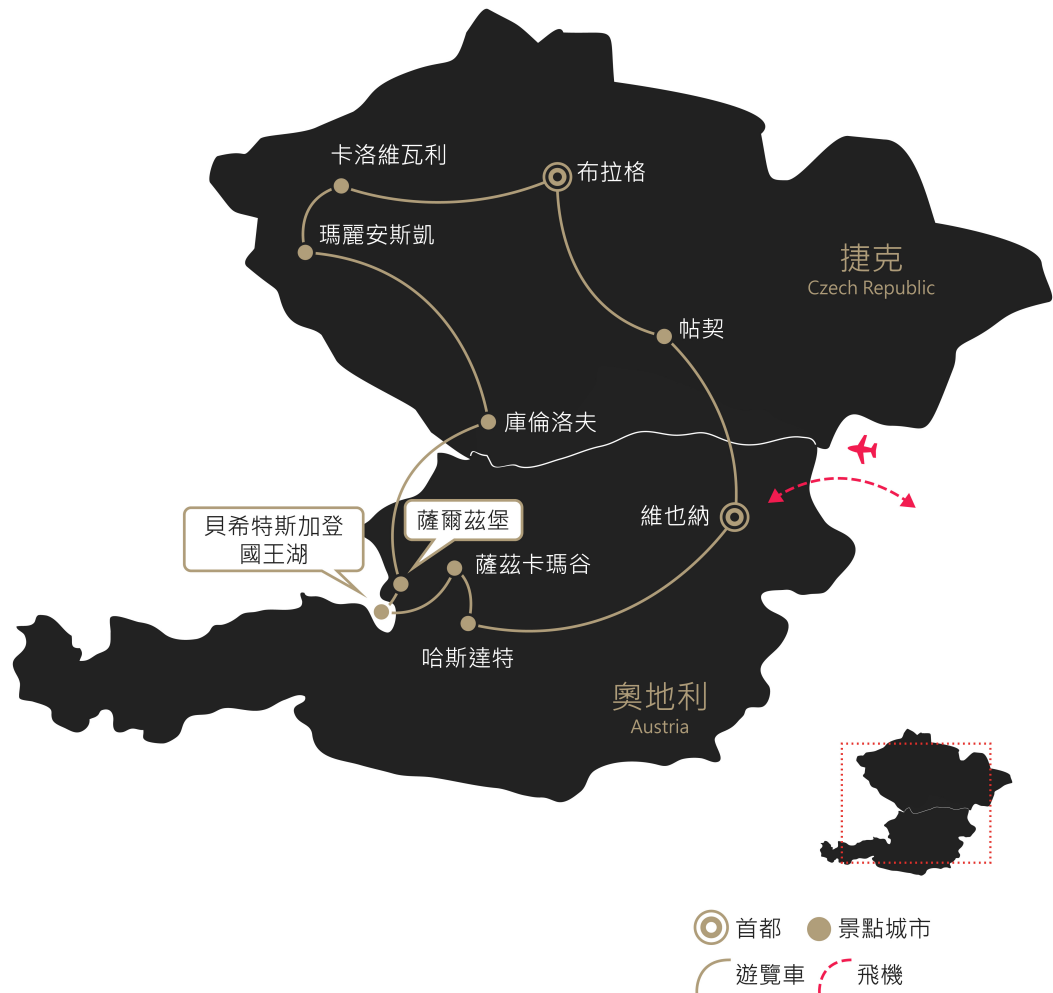 卡洛維瓦利
布拉格
瑪麗安斯凱
捷克
Czech Republic
帖契
庫倫洛夫
維也納
薩爾茲堡
貝希特斯加登
國王湖
薩茲卡瑪谷
哈斯達特
奧地利
Austria
首都
景點城市
遊覽車
飛機